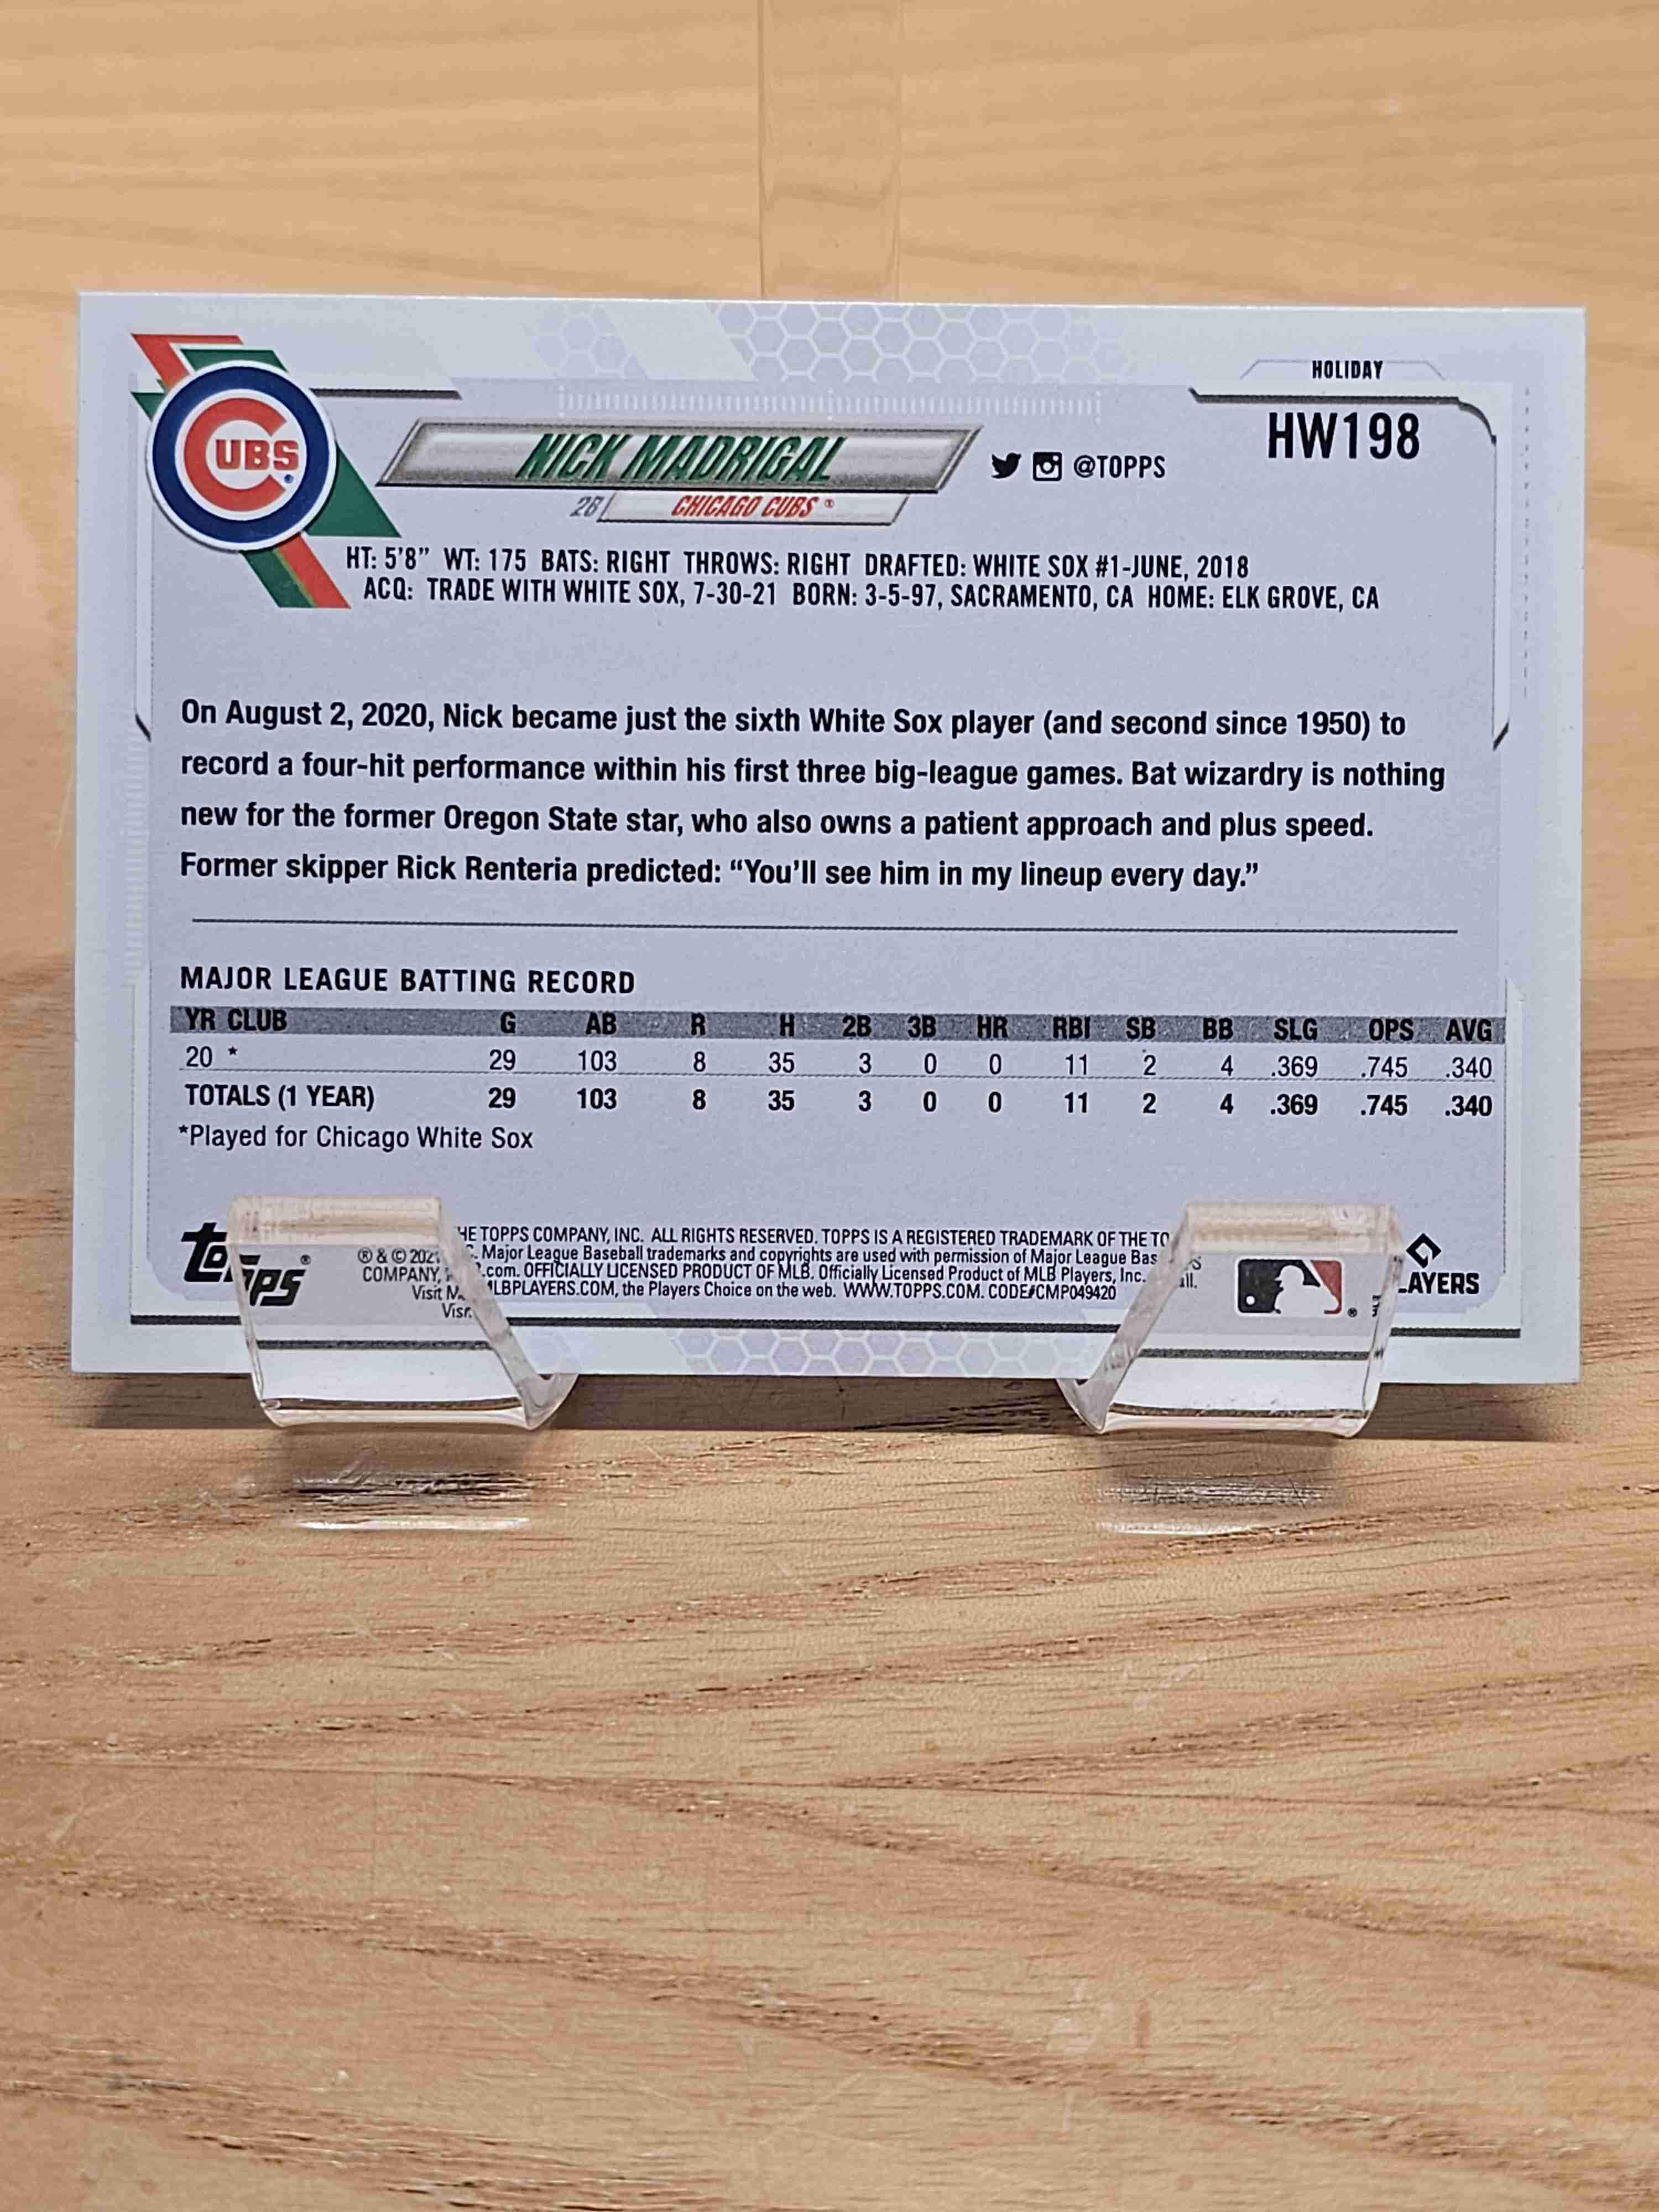 HOLIDAY
HW198
CUBS
NICK MADRIGAL
@TOPPS
2B CHICAGO CUBS ®
HT: 5'8" WT: 175 BATS: RIGHT THROWS: RIGHT DRAFTED: WHITE SOX #1-JUNE, 2018
ACQ: TRADE WITH WHITE SOX, 7-30-21 BORN: 3-5-97, SACRAMENTO, CA HOME: ELK GROVE, CA
On August 2, 2020, Nick became just the sixth White Sox player (and second since 1950) to
record a four-hit performance within his first three big-league games. Bat wizardry is nothing
new for the former Oregon State star, who also owns a patient approach and plus speed.
Former skipper Rick Renteria predicted: “You’ll see him in my lineup every day.”
MAJOR LEAGUE BATTING RECORD
YR CLUB G AB R H 2B 3B HR RBI SB BB SLG OPS AVG
20 * 29 103 8 35 3 0 0 11 2 4 .369 .745 .340
TOTALS (1 YEAR) 29 103 8 35 3 0 0 11 2 4 .369 .745 .340
*Played for Chicago White Sox
topps ®
® & © HE TOPPS COMPANY, INC. ALL RIGHTS RESERVED. TOPPS IS A REGISTERED TRADEMARK OF THE TO
COMPANY, Major League Baseball trademarks and copyrights are used with permission of Major League Bas
Visit .com. OFFICIALLY LICENSED PRODUCT OF MLB. Officially Licensed Product of MLB Players, Inc.
LBPLAYERS.COM, the Players Choice on the web. WWW.TOPPS.COM. CODE#CMP049420
LAYERS